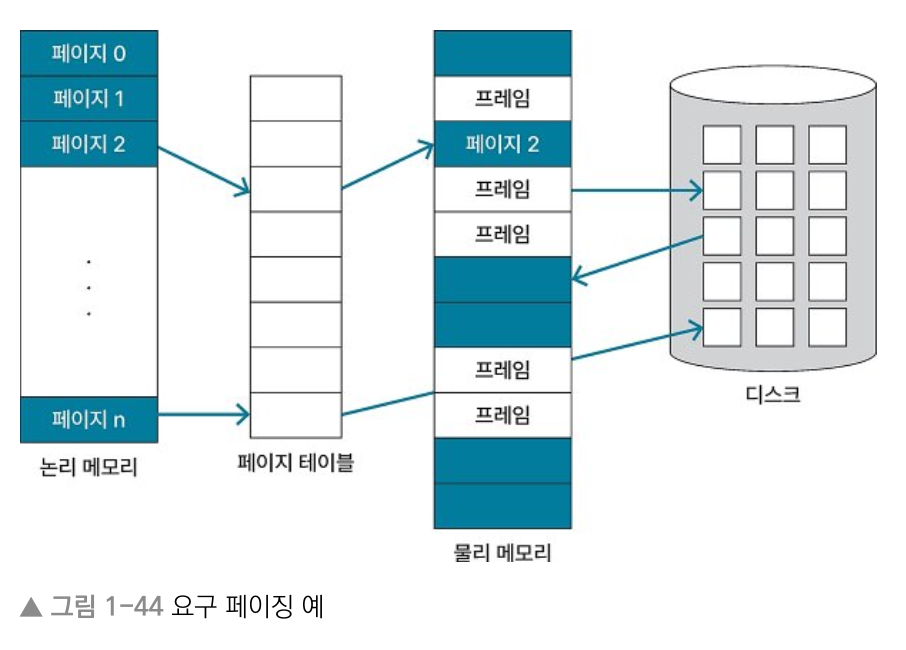 페이지 0
페이지 1
페이지 2
.
.
.
페이지 n
논리 메모리
페이지 테이블
프레임
페이지 2
프레임
프레임
프레임
프레임
물리 메모리
디스크
▲ 그림 1-44 요구 페이징 예